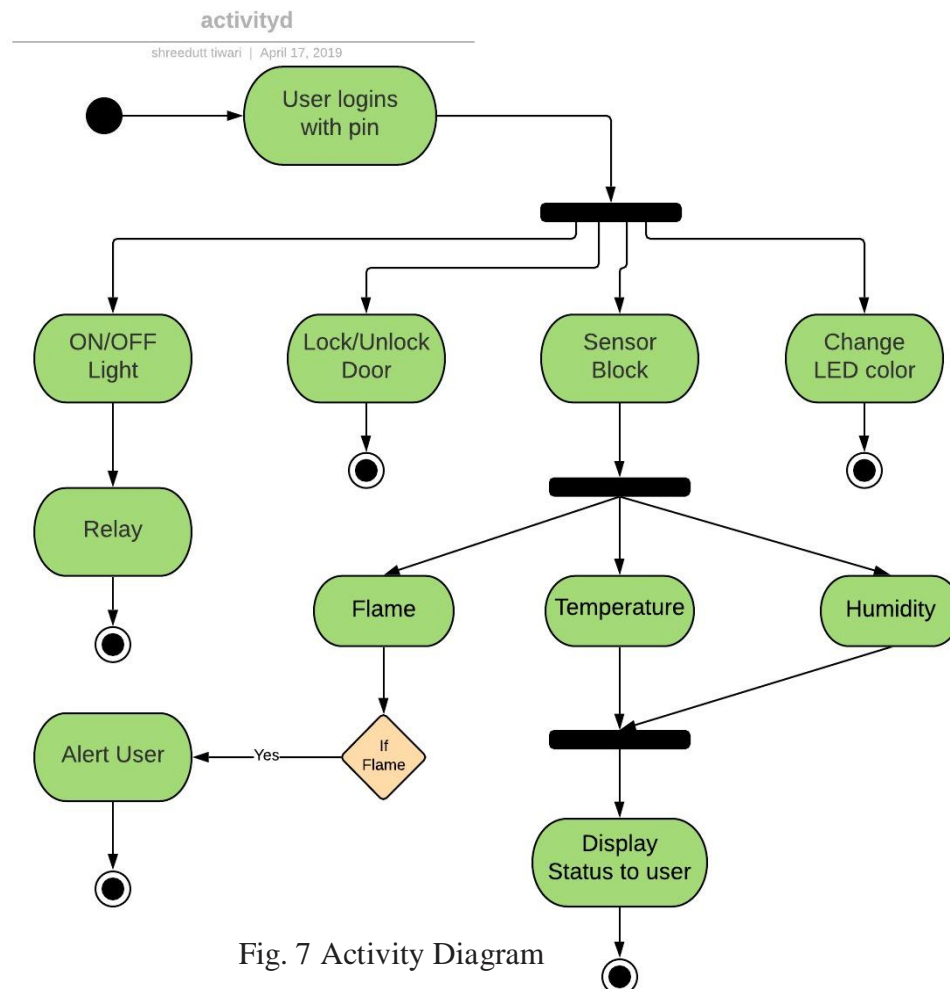 activityd
shreedutt tiwari | April 17, 2019
User logins
with pin
ON/OFF
Light
Lock/Unlock
Door
Sensor
Block
Change
LED color
Relay
Flame
Temperature
Humidity
If
Flame
Yes
Alert User
Display
Status to user
Fig. 7 Activity Diagram